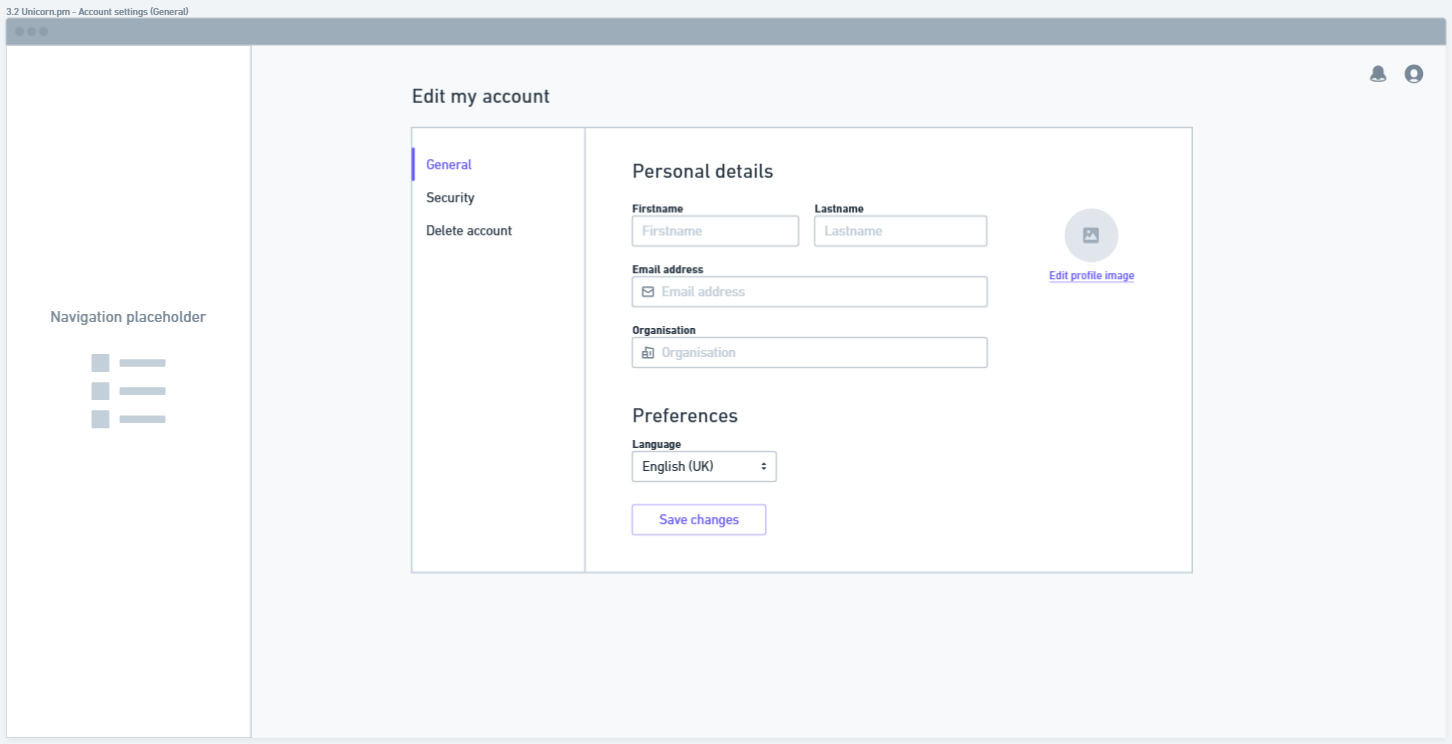 3.2 Unicorn.pm - Account settings (General)
Edit my account
General
Security
Delete account
Personal details
Firstname
Lastname
Firstname
Lastname
Edit profile image
Email address
Email address
Organisation
Organisation
Navigation placeholder
Preferences
Language
English (UK)
Save changes